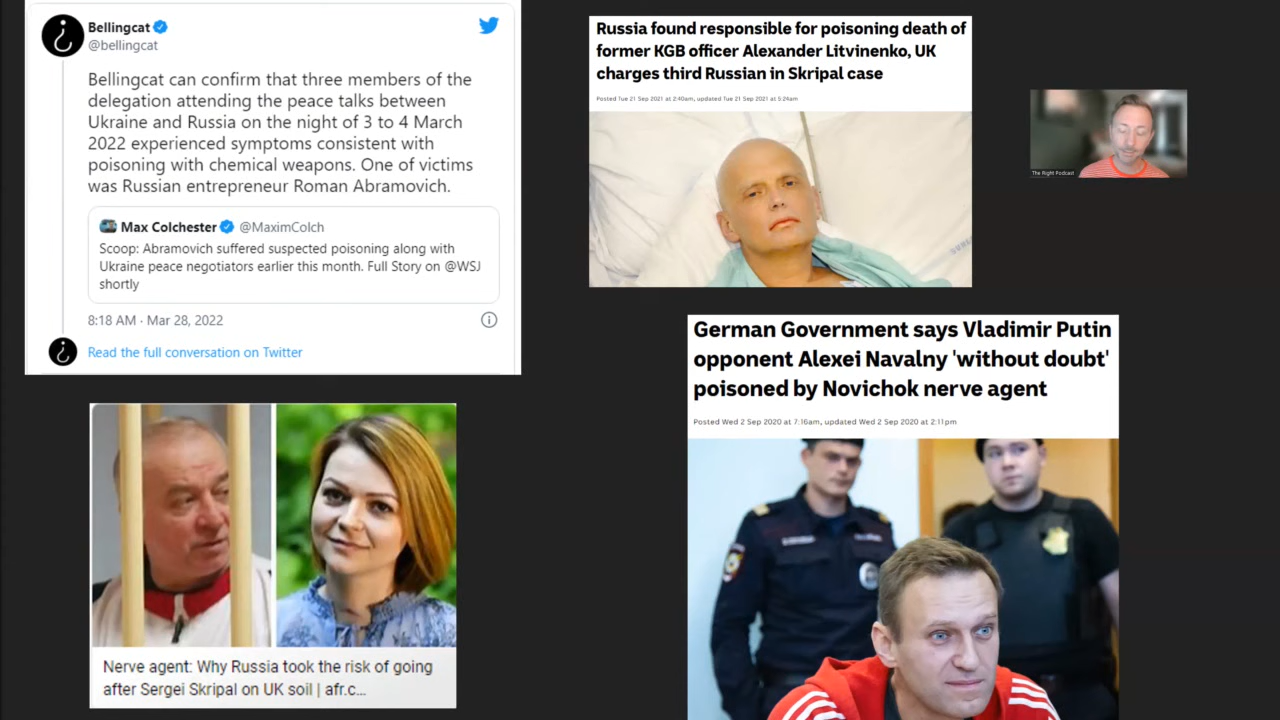 Bellingcat
@bellingcat
Bellingcat can confirm that three members of the
delegation attending the peace talks between
Ukraine and Russia on the night of 3 to 4 March
2022 experienced symptoms consistent with
poisoning with chemical weapons. One of victims
was Russian entrepreneur Roman Abramovich.
Max Colchester @MaximColch
Scoop: Abramovich suffered suspected poisoning along with
Ukraine peace negotiators earlier this month. Full Story on @WSJ
shortly
8:18 AM · Mar 28, 2022
Read the full conversation on Twitter
Russia found responsible for poisoning death of
former KGB officer Alexander Litvinenko, UK
charges third Russian in Skripal case
Posted Tue 21 Sep 2021 at 2:40am, updated Tue 21 Sep 2021 at 5:24am
The Right Podcast
Nerve agent: Why Russia took the risk of going
after Sergei Skripal on UK soil | afr.c...
German Government says Vladimir Putin
opponent Alexei Navalny 'without doubt'
poisoned by Novichok nerve agent
Posted Wed 2 Sep 2020 at 7:16am, updated Wed 2 Sep 2020 at 2:11pm